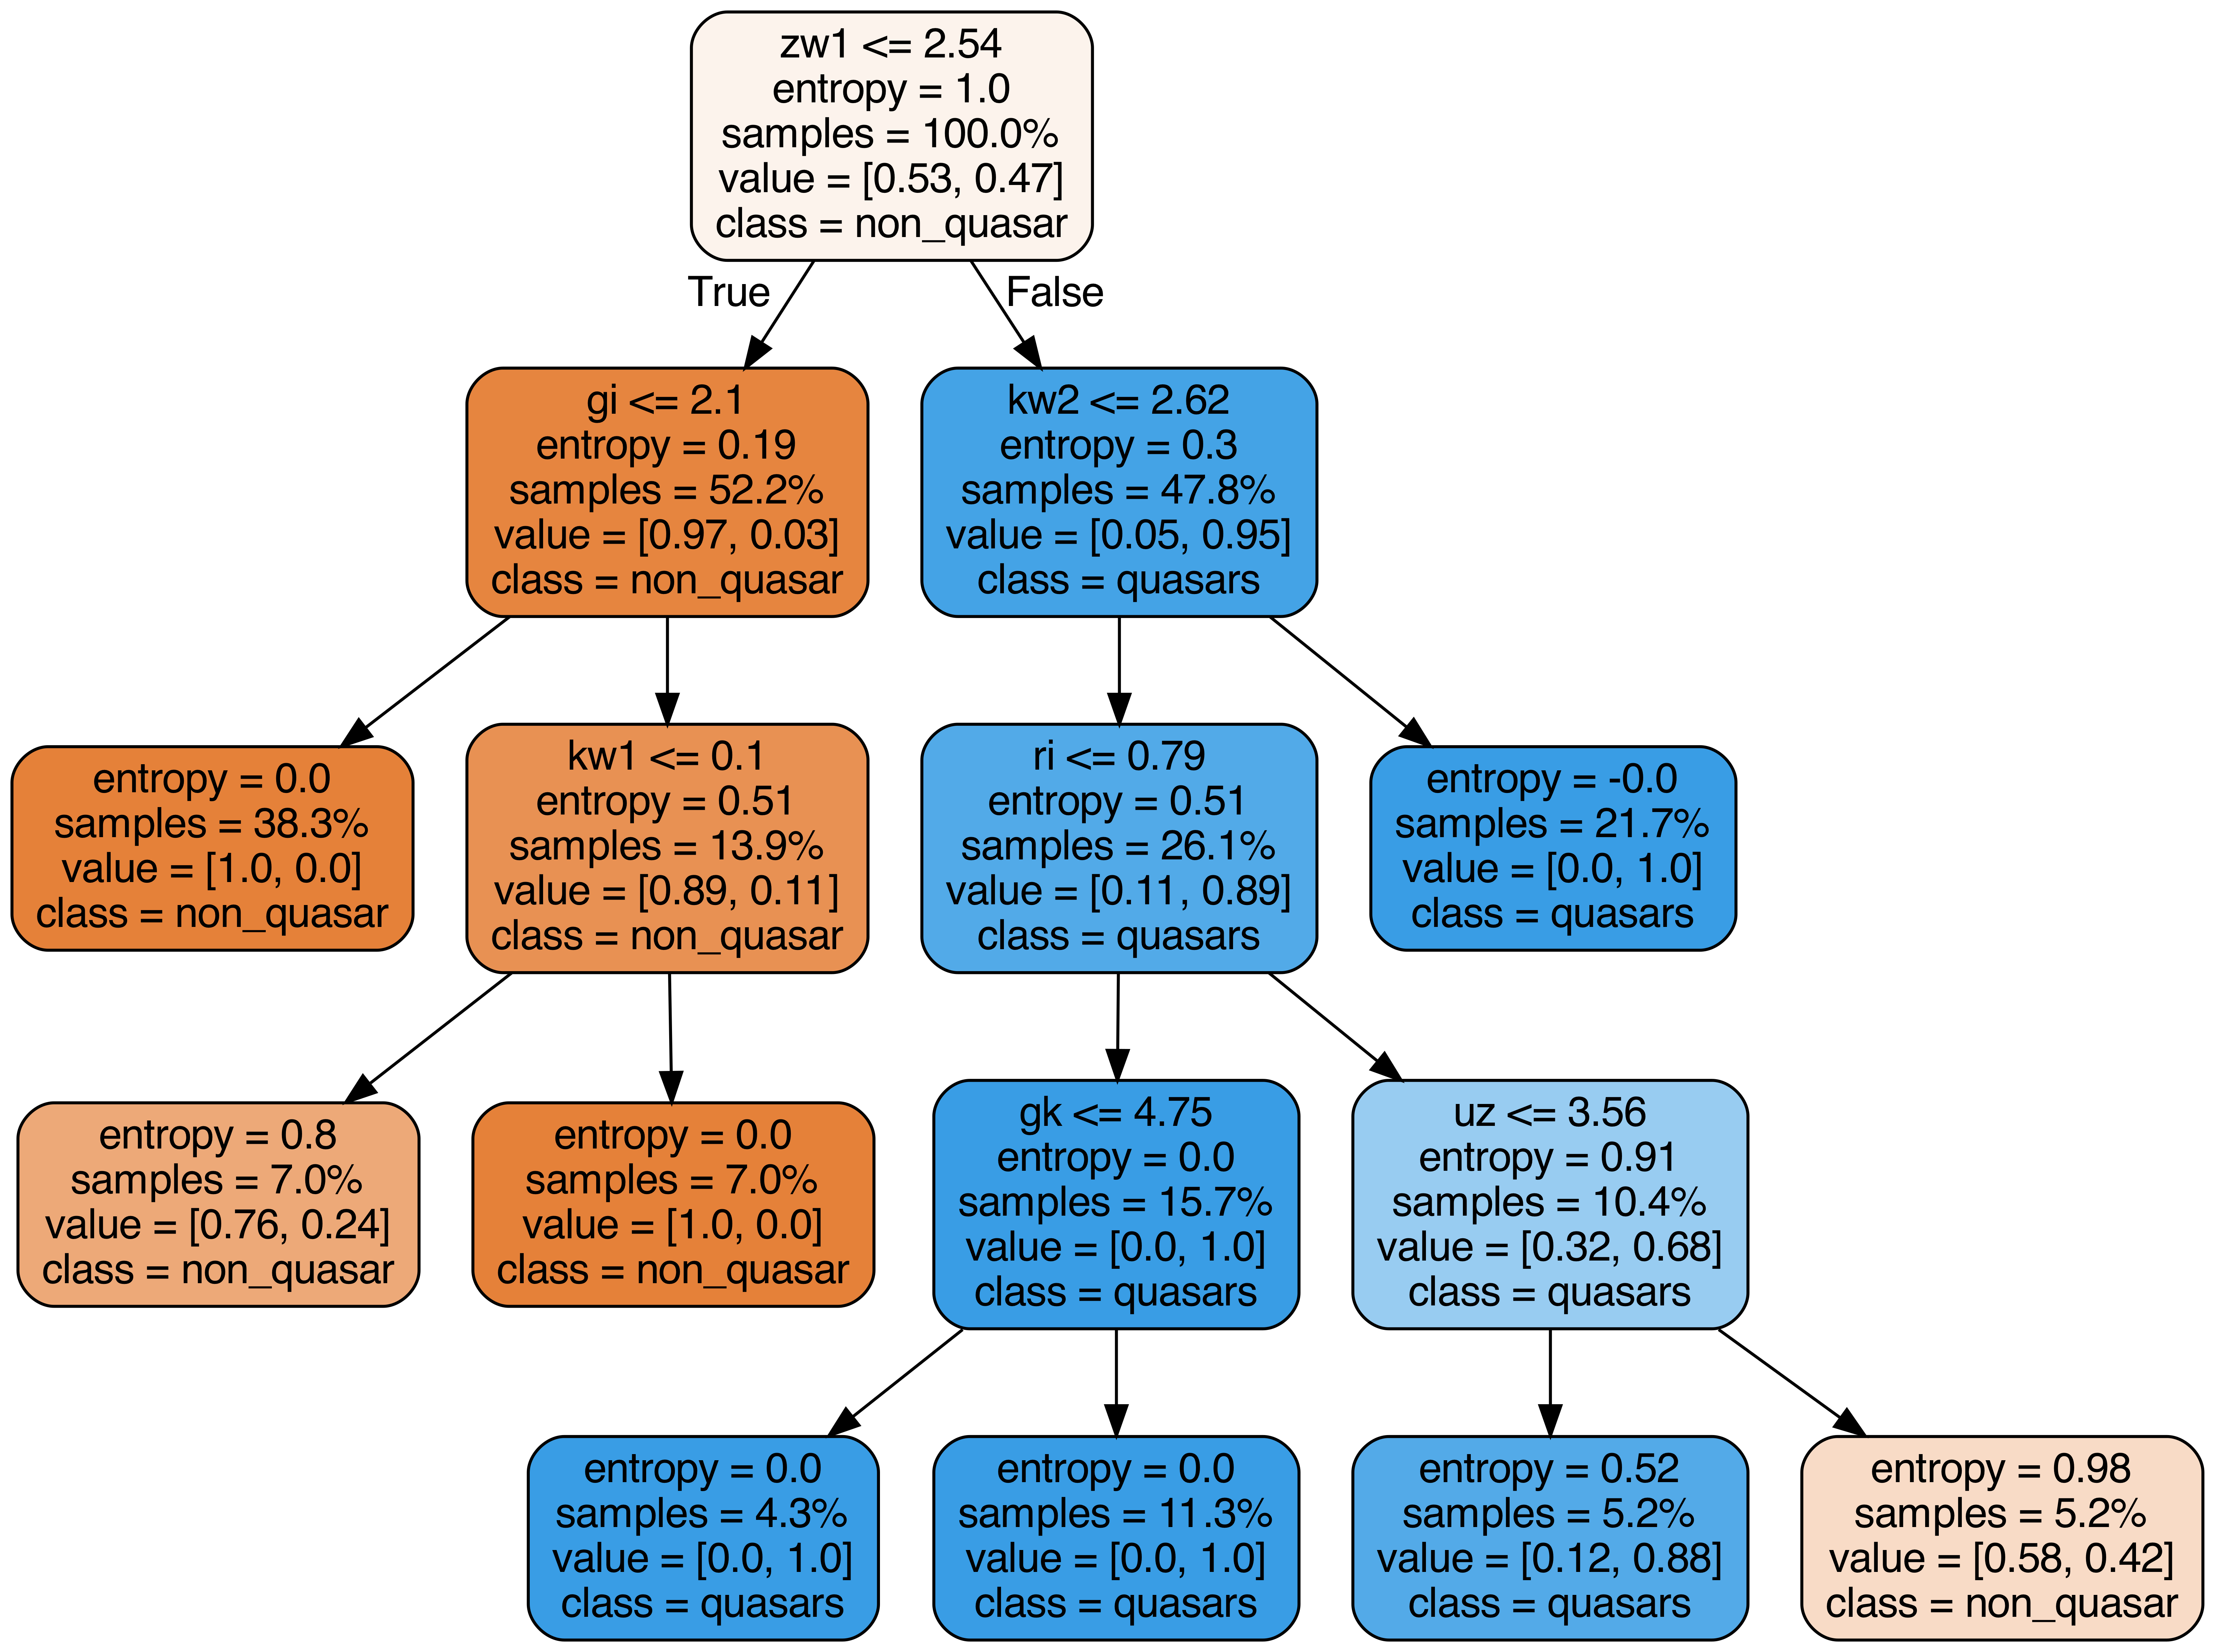 zw1 <= 2.54
entropy = 1.0
samples = 100.0%
value = [0.53, 0.47]
class = non_quasar
True
False
gi <= 2.1
entropy = 0.19
samples = 52.2%
value = [0.97, 0.03]
class = non_quasar
kw2 <= 2.62
entropy = 0.3
samples = 47.8%
value = [0.05, 0.95]
class = quasars
entropy = 0.0
samples = 38.3%
value = [1.0, 0.0]
class = non_quasar
kw1 <= 0.1
entropy = 0.51
samples = 13.9%
value = [0.89, 0.11]
class = non_quasar
ri <= 0.79
entropy = 0.51
samples = 26.1%
value = [0.11, 0.89]
class = quasars
entropy = -0.0
samples = 21.7%
value = [0.0, 1.0]
class = quasars
entropy = 0.8
samples = 7.0%
value = [0.76, 0.24]
class = non_quasar
entropy = 0.0
samples = 7.0%
value = [1.0, 0.0]
class = non_quasar
gk <= 4.75
entropy = 0.0
samples = 15.7%
value = [0.0, 1.0]
class = quasars
uz <= 3.56
entropy = 0.91
samples = 10.4%
value = [0.32, 0.68]
class = quasars
entropy = 0.0
samples = 4.3%
value = [0.0, 1.0]
class = quasars
entropy = 0.0
samples = 11.3%
value = [0.0, 1.0]
class = quasars
entropy = 0.52
samples = 5.2%
value = [0.12, 0.88]
class = quasars
entropy = 0.98
samples = 5.2%
value = [0.58, 0.42]
class = non_quasar